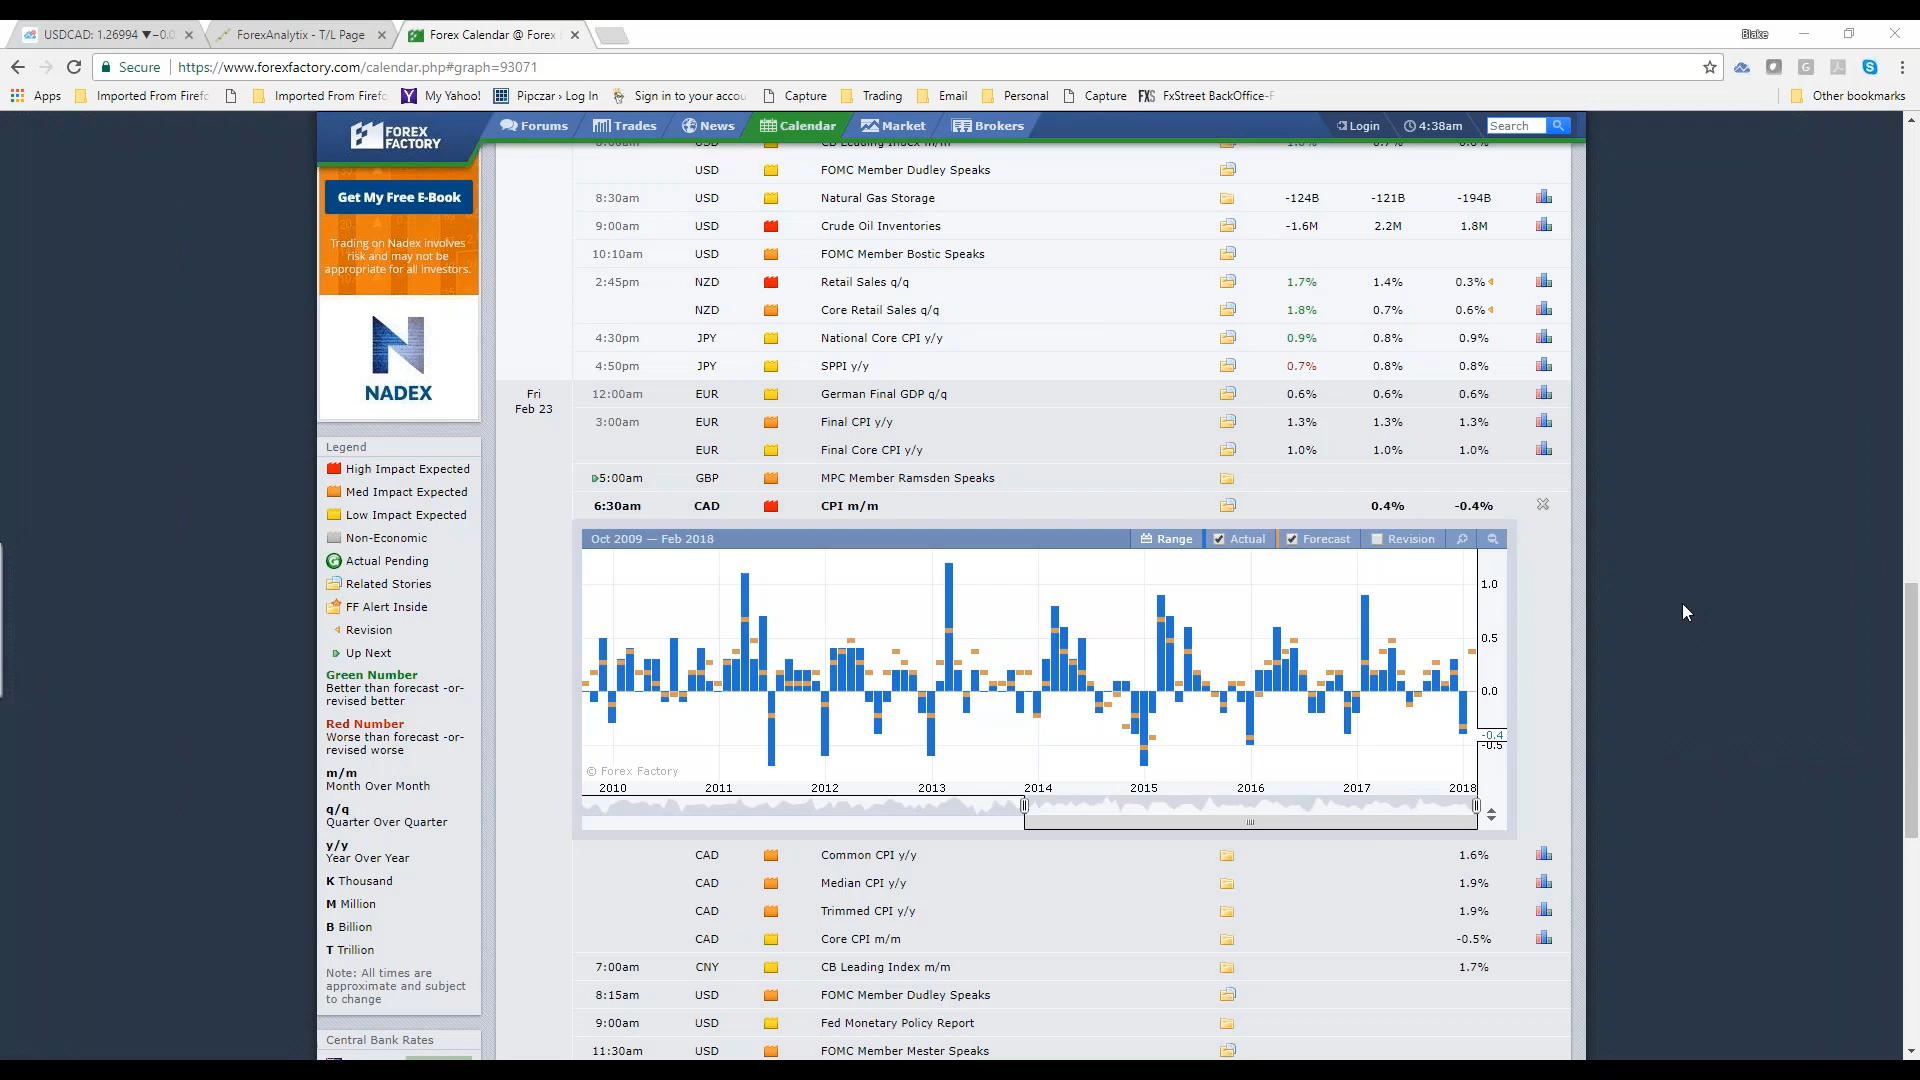 USDCAD: 1.26994 ▼−0.0
ForexAnalytix - T/L Page
Forex Calendar @ Forex
Blake
Secure
https://www.forexfactory.com/calendar.php#graph=93071
Apps
Imported From Firefo
Imported From Firefo
My Yahoo!
Pipczar › Log In
Sign in to your accou
Capture
Trading
Email
Personal
Capture
FXS FxStreet BackOffice-F
Other bookmarks
FOREX FACTORY
Forums
Trades
News
Calendar
Market
Brokers
Login
4:38am
Search
Get My Free E-Book
Trading on Nadex involves
risk and may not be
appropriate for all investors.
NADEX
Legend
High Impact Expected
Med Impact Expected
Low Impact Expected
Non-Economic
Actual Pending
Related Stories
FF Alert Inside
Revision
Up Next
Green Number
Better than forecast -or-
revised better
Red Number
Worse than forecast -or-
revised worse
m/m
Month Over Month
q/q
Quarter Over Quarter
y/y
Year Over Year
K Thousand
M Million
B Billion
T Trillion
Note: All times are
approximate and subject
to change
Central Bank Rates
USD CB Leading Index m/m
USD FOMC Member Dudley Speaks
8:30am USD Natural Gas Storage -124B -121B -194B
9:00am USD Crude Oil Inventories -1.6M 2.2M 1.8M
10:10am USD FOMC Member Bostic Speaks
2:45pm NZD Retail Sales q/q 1.7% 1.4% 0.3%
NZD Core Retail Sales q/q 1.8% 0.7% 0.6%
4:30pm JPY National Core CPI y/y 0.9% 0.8% 0.9%
4:50pm JPY SPPI y/y 0.7% 0.8% 0.8%
Fri
Feb 23
12:00am EUR German Final GDP q/q 0.6% 0.6% 0.6%
3:00am EUR Final CPI y/y 1.3% 1.3% 1.3%
EUR Final Core CPI y/y 1.0% 1.0% 1.0%
5:00am GBP MPC Member Ramsden Speaks
6:30am CAD CPI m/m 0.4% -0.4%
Oct 2009 — Feb 2018
Range
Actual
Forecast
Revision
1.0
0.5
0.0
-0.4
-0.5
© Forex Factory
2010 2011 2012 2013 2014 2015 2016 2017 2018
CAD Common CPI y/y 1.6%
CAD Median CPI y/y 1.9%
CAD Trimmed CPI y/y 1.9%
CAD Core CPI m/m -0.5%
7:00am CNY CB Leading Index m/m 1.7%
8:15am USD FOMC Member Dudley Speaks
9:00am USD Fed Monetary Policy Report
11:30am USD FOMC Member Mester Speaks